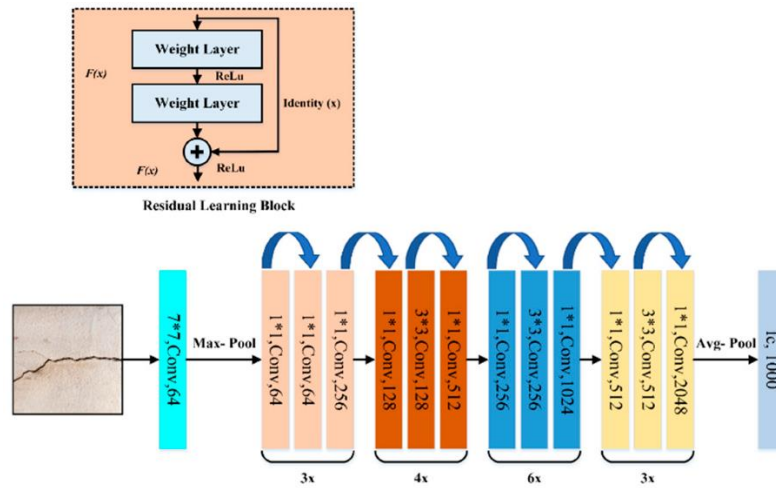 Weight Layer
F(x)
ReLu
Weight Layer
Identity (x)
+
F(x)
ReLu
Residual Learning Block
7*7,Conv,64
Max- Pool
1*1,Conv,64
1*1,Conv,64
1*1,Conv,256
1*1,Conv,128
3*3,Conv,128
1*1,Conv,512
1*1,Conv,256
3*3,Conv,256
1*1,Conv,1024
1*1,Conv,512
3*3,Conv,512
1*1,Conv,2048
Avg- Pool
fc, 1000
3x
4x
6x
3x